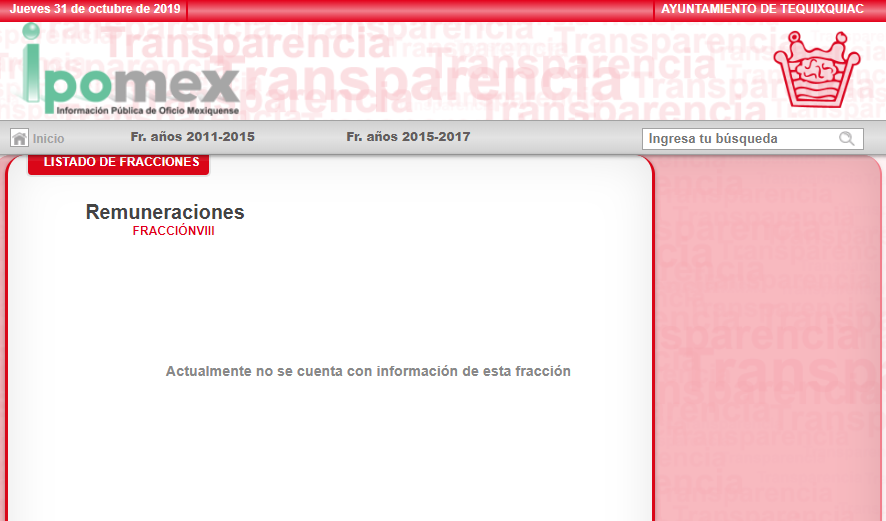 Jueves 31 de octubre de 2019
AYUNTAMIENTO DE TEQUIXQUIAC
Transparencia
ipomex
Información Pública de Oficio Mexiquense
Inicio
Fr. años 2011-2015
Fr. años 2015-2017
Ingresa tu búsqueda
LISTADO DE FRACCIONES
Remuneraciones
FRACCIÓNVIII
Actualmente no se cuenta con información de esta fracción